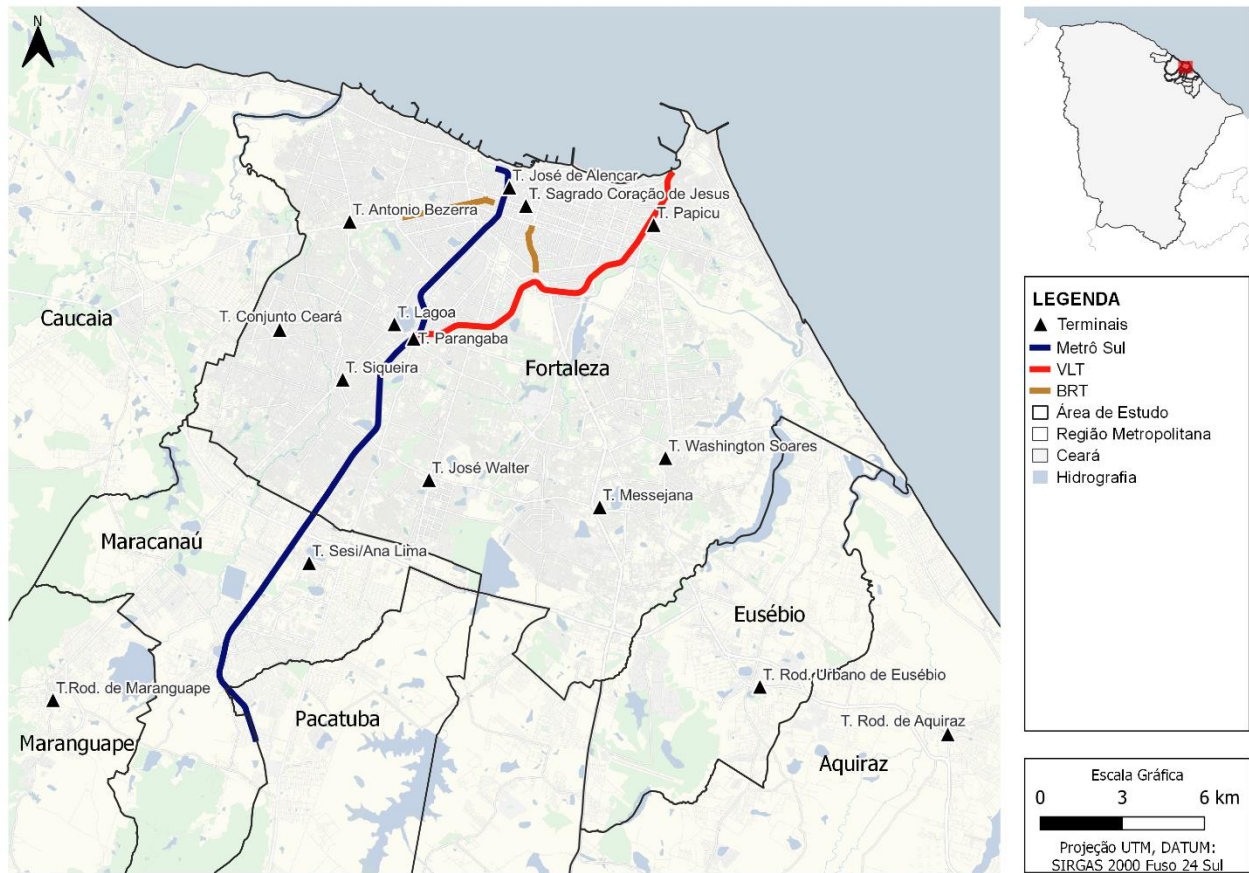 N
T. José de Alençar
T. Sagrado Coração de Jesus
T. Antonio Bezerra
T. Papicu
Caucaia
T. Conjunto Ceará
T. Lagoa
T. Parangaba
T. Siqueira
Fortaleza
T. Washington Soares
T. José Walter
T. Messejana
Maracanaú
T. Sesi/Ana Lima
Eusébio
T.Rod. de Maranguape
T. Rod. Urbano de Eusébio
Pacatuba
T. Rod. de Aquiraz
Maranguape
Aquiraz
LEGENDA
Terminais
Metrô Sul
VLT
BRT
Área de Estudo
Região Metropolitana
Ceará
Hidrografia
Escala Gráfica
0 3 6 km
Projeção UTM, DATUM:
SIRGAS 2000 Fuso 24 Sul